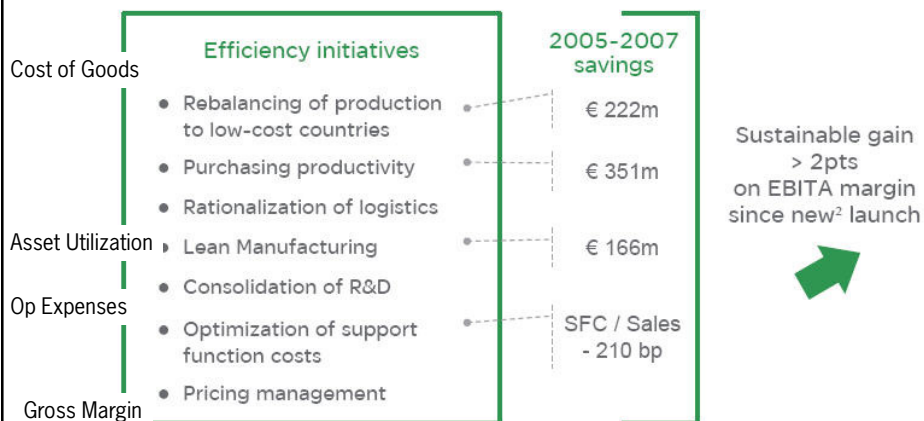 Efficiency initiatives
2005-2007
savings
Cost of Goods
• Rebalancing of production
to low-cost countries
€ 222m
• Purchasing productivity
€ 351m
• Rationalization of logistics
Asset Utilization
• Lean Manufacturing
€ 166m
• Consolidation of R&D
Op Expenses
• Optimization of support
function costs
SFC / Sales
- 210 bp
• Pricing management
Gross Margin
Sustainable gain
> 2pts
on EBITA margin
since new² launch